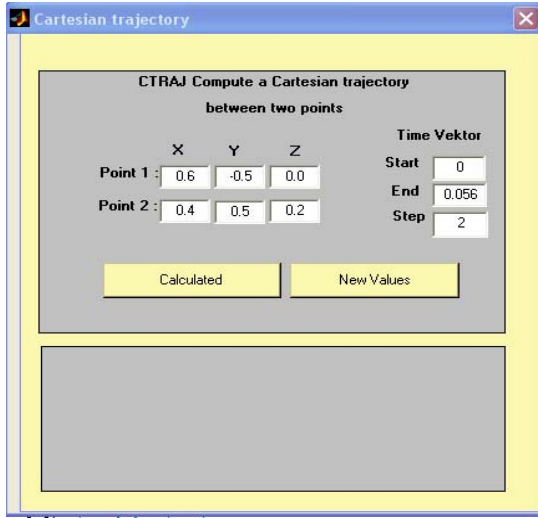 Cartesian trajectory
CTRAJ Compute a Cartesian trajectory
between two points
Time Vektor
X Y Z
Start 0
Point 1 : 0.6 -0.5 0.0
End 0.056
Point 2 : 0.4 0.5 0.2
Step 2
Calculated New Values